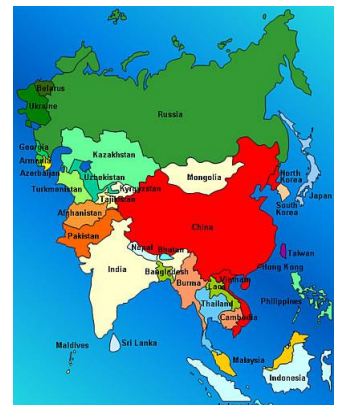 Belarus
Ukraine
Russia
Georgia
Armenia
Azerbaijan
Kazakhstan
Uzbekistan
Turkmenistan
Kyrgyzstan
Tajikistan
Mongolia
North
Korea
South
Korea
Japan
Afghanistan
China
Pakistan
Nepal
Bhutan
Taiwan
India
Bangladesh
Burma
Hong Kong
Vietnam
Laos
Thailand
Philippines
Cambodia
Maldives
Sri Lanka
Malaysia
Indonesia